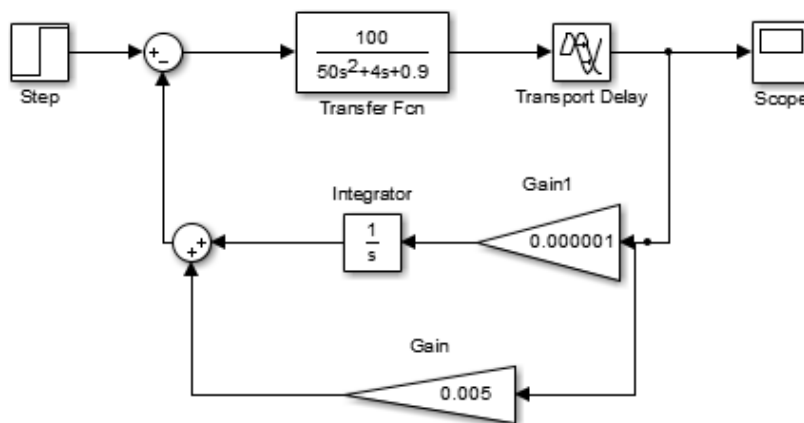 100
50s²+4s+0.9
+
−
Step
Transfer Fcn
Transport Delay
Scope
Integrator
Gain1
1
s
0.000001
+
+
Gain
0.005